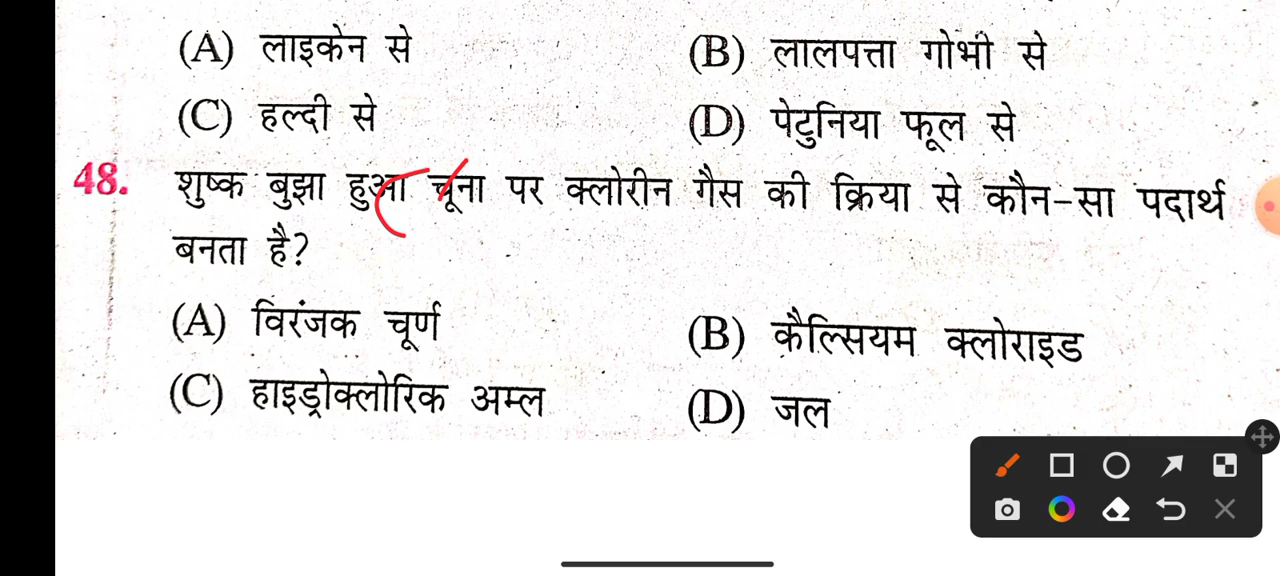 (A) लाइकेन से (B) लालपत्ता गोभी से
(C) हल्दी से (D) पेटुनिया फूल से
48. शुष्क बुझा हुआ चूना पर क्लोरीन गैस की क्रिया से कौन-सा पदार्थ
बनता है?
(A) विरंजक चूर्ण (B) कैल्सियम क्लोराइड
(C) हाइड्रोक्लोरिक अम्ल (D) जल